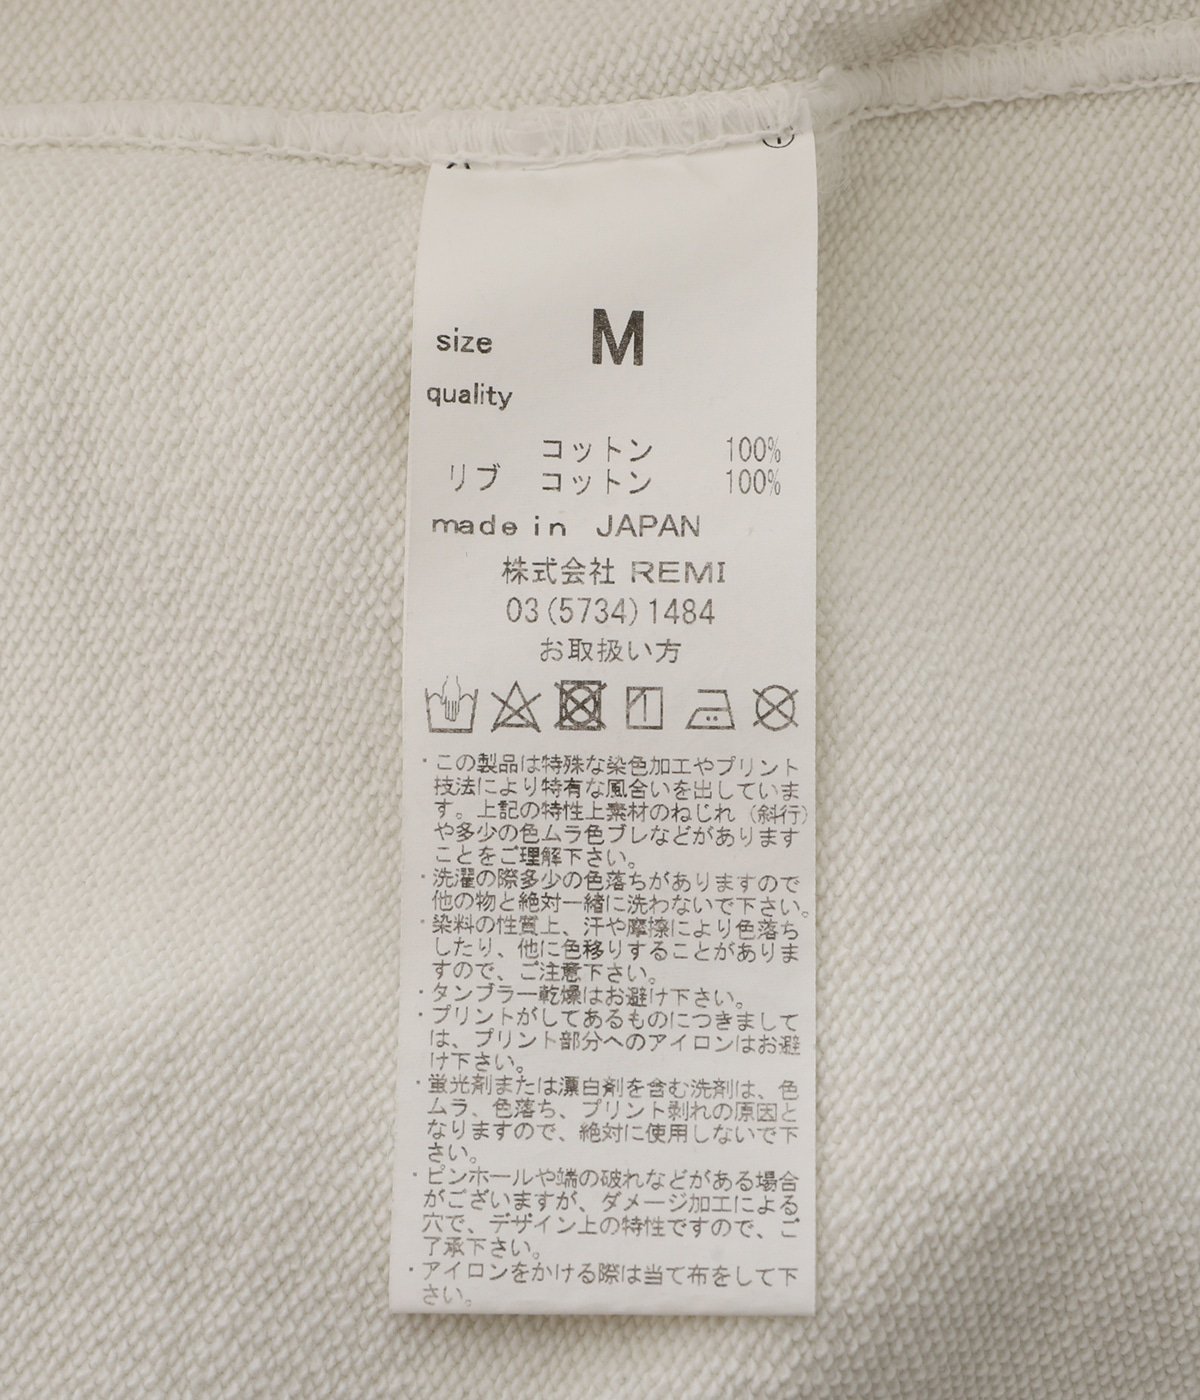 size M
quality
コットン 100%
リブ コットン 100%
made in JAPAN
株式会社 REMI
03(5734)1484
お取扱い方
・この製品は特殊な染色加工やプリント
技法により特有な風合いを出していま
す。上記の特性上素材のねじれ（斜行）
や多少の色ムラ色ブレなどがあります
ことをご理解下さい。
・洗濯の際多少の色落ちがありますので
他の物と絶対一緒に洗わないで下さい。
・染料の性質上、汗や摩擦により色落ち
したり、他に色移りすることがありま
すので、ご注意下さい。
・タンブラー乾燥はお避け下さい。
・プリントがしてあるものにつきまして
は、プリント部分へのアイロンはお避
け下さい。
・蛍光剤または漂白剤を含む洗剤は、色
ムラ、色落ち、プリント剥れの原因と
なりますので、絶対に使用しないで下
さい。
・ピンホールや端の破れなどがある場合
がございますが、ダメージ加工による
穴で、デザイン上の特性ですので、ご
了承下さい。
・アイロンをかける際は当て布をして下
さい。